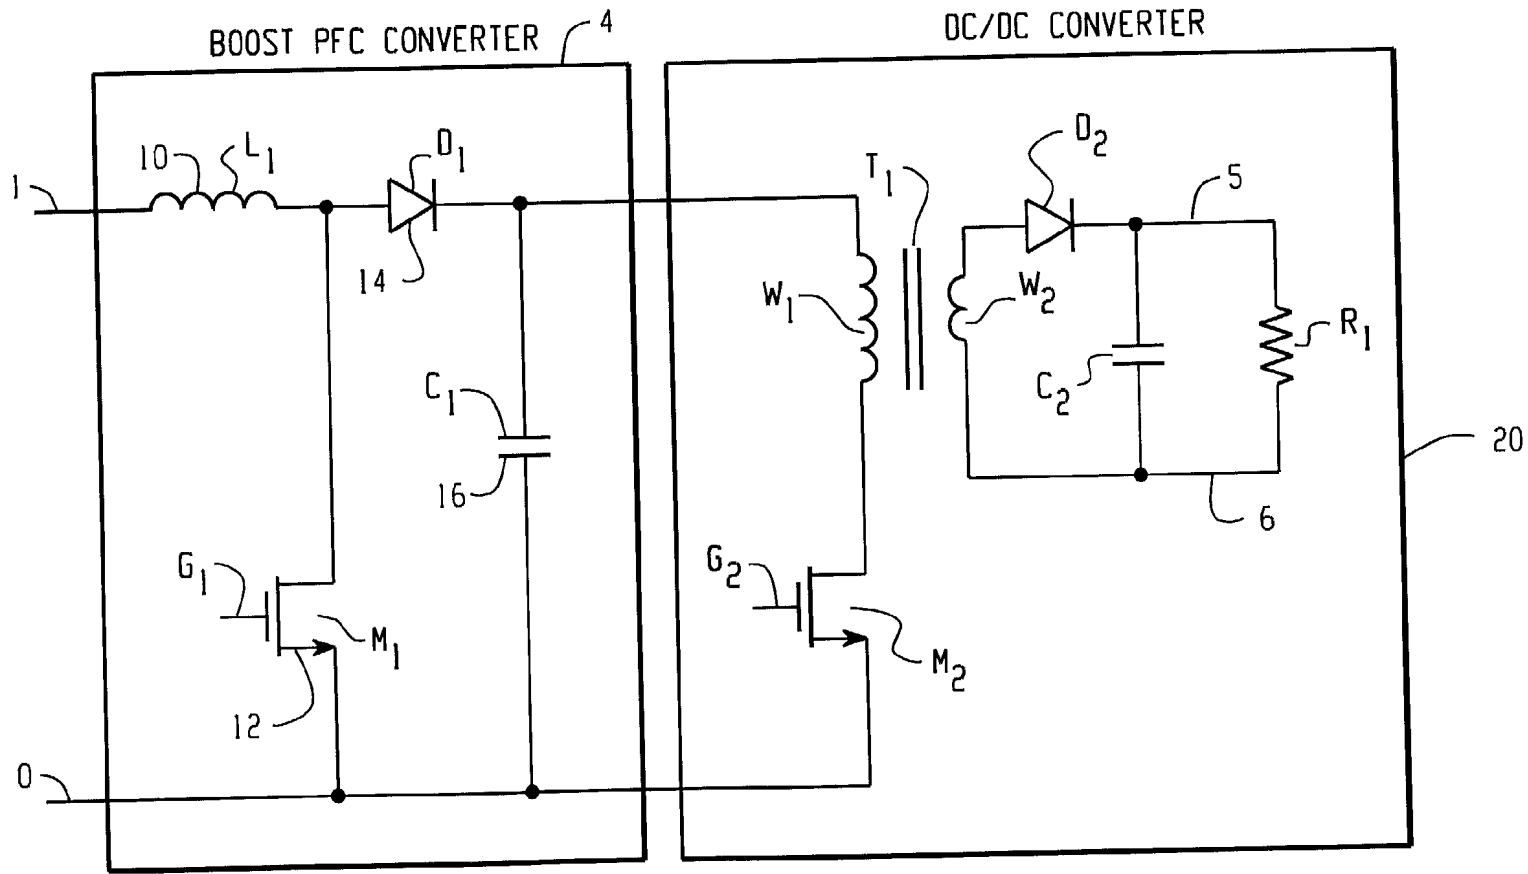 BOOST PFC CONVERTER
4
DC/DC CONVERTER
10
L1
D1
1
14
T1
D2
5
W1
W2
R1
C1
C2
16
20
6
G1
G2
M1
M2
12
0